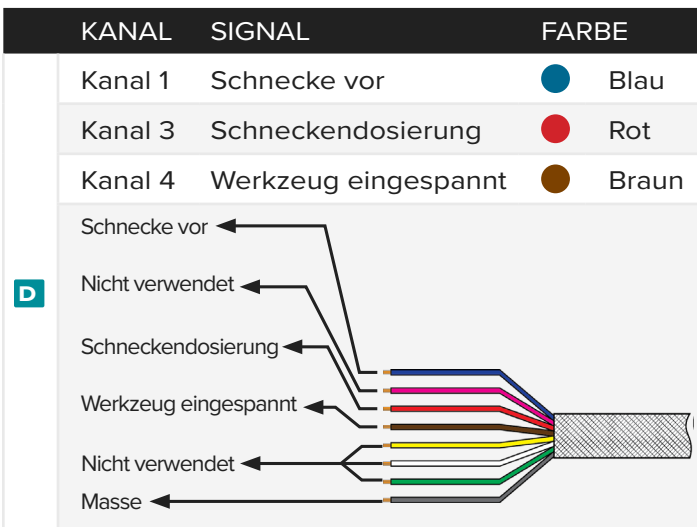 KANAL SIGNAL FARBE
Kanal 1 Schnecke vor Blau
Kanal 3 Schneckendosierung Rot
Kanal 4 Werkzeug eingespannt Braun
D
Schnecke vor
Nicht verwendet
Schneckendosierung
Werkzeug eingespannt
Nicht verwendet
Masse